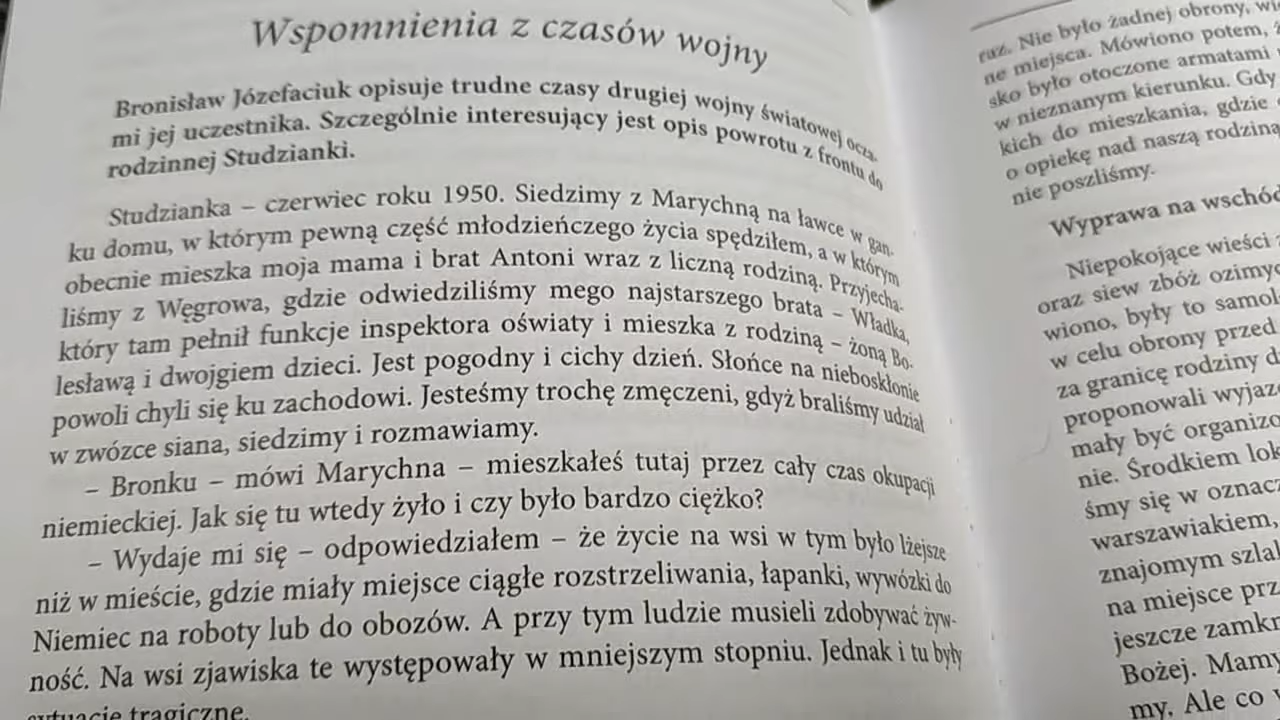 Wspomnienia z czasów wojny
Bronisław Józefaciuk opisuje trudne czasy drugiej wojny światowej ocza-
mi jej uczestnika. Szczególnie interesujący jest opis powrotu z frontu do
rodzinnej Studzianki.
Studzianka – czerwiec roku 1950. Siedzimy z Marychną na ławce w gan-
ku domu, w którym pewną część młodzieńczego życia spędziłem, a w którym
obecnie mieszka moja mama i brat Antoni wraz z liczną rodziną. Przyjecha-
liśmy z Węgrowa, gdzie odwiedziliśmy mego najstarszego brata – Władka,
który tam pełnił funkcje inspektora oświaty i mieszka z rodziną – żoną Bo-
lesławą i dwojgiem dzieci. Jest pogodny i cichy dzień. Słońce na nieboskłonie
powoli chyli się ku zachodowi. Jesteśmy trochę zmęczeni, gdyż braliśmy udział
w zwózce siana, siedzimy i rozmawiamy.
– Bronku – mówi Marychna – mieszkałeś tutaj przez cały czas okupacji
niemieckiej. Jak się tu wtedy żyło i czy było bardzo ciężko?
– Wydaje mi się – odpowiedziałem – że życie na wsi w tym było lżejsze
niż w mieście, gdzie miały miejsce ciągłe rozstrzeliwania, łapanki, wywózki do
Niemiec na roboty lub do obozów. A przy tym ludzie musieli zdobywać żyw-
ność. Na wsi zjawiska te występowały w mniejszym stopniu. Jednak i tu były
sytuacje tragiczne.
raz. Nie było żadnej obrony,
ne miejsca. Mówiono potem,
sko było otoczone armatami
w nieznanym kierunku. Gdy
kich do mieszkania, gdzie
o opiekę nad naszą rodziną
nie poszliśmy.
Wyprawa na wschó
Niepokojące wieści
oraz siew zbóż ozimyc
wiono, były to samol
w celu obrony przed
za granicę rodziny d
proponowali wyjaz
mały być organizo
nie. Środkiem lok
śmy się w oznacz
warszawiakiem,
znajomym szlal
na miejsce prz
jeszcze zamkn
Bożej. Mamy
my. Ale co